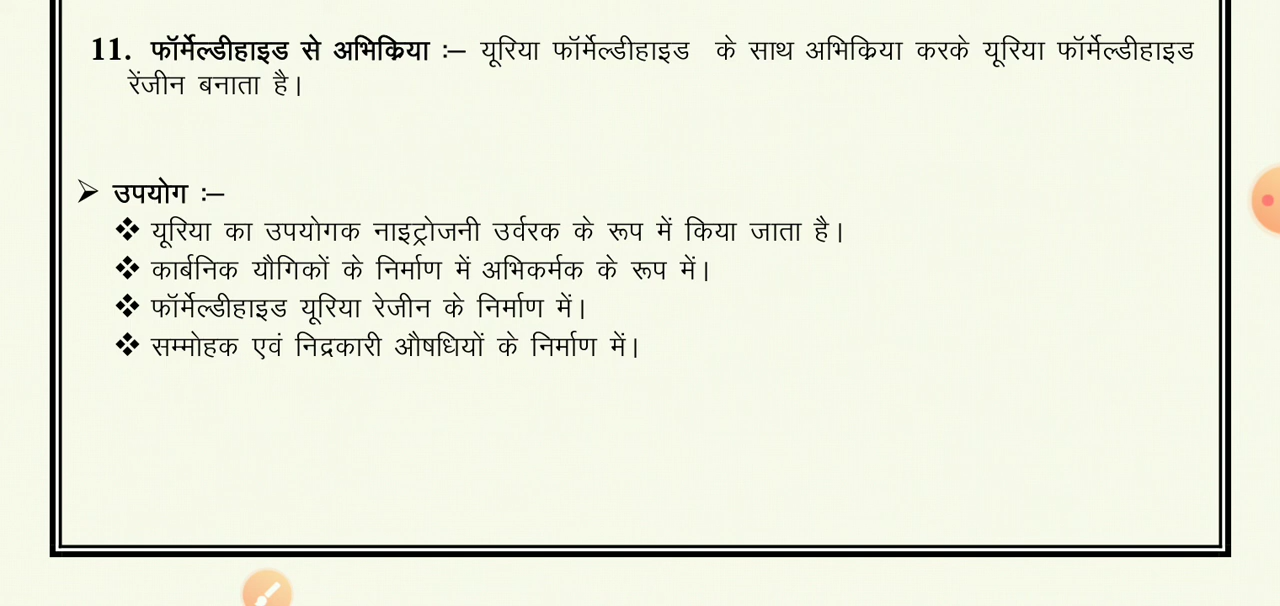 11. फॉर्मेल्डीहाइड से अभिक्रिया :– यूरिया फॉर्मेल्डीहाइड के साथ अभिक्रिया करके यूरिया फॉर्मेल्डीहाइड
रेंजीन बनाता है।
➢ उपयोग :–
❖ यूरिया का उपयोगक नाइट्रोजनी उर्वरक के रूप में किया जाता है।
❖ कार्बनिक यौगिकों के निर्माण में अभिकर्मक के रूप में।
❖ फॉर्मेल्डीहाइड यूरिया रेजीन के निर्माण में।
❖ सम्मोहक एवं निद्रकारी औषधियों के निर्माण में।